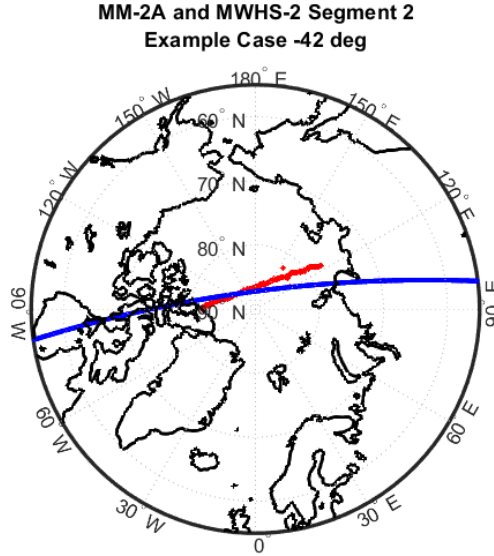 MM-2A and MWHS-2 Segment 2
Example Case -42 deg
180° E
150° W
150° E
60° N
120° W
120° E
70° N
80° N
90° W
90° N
90° E
60° W
60° E
30° W
30° E
0°